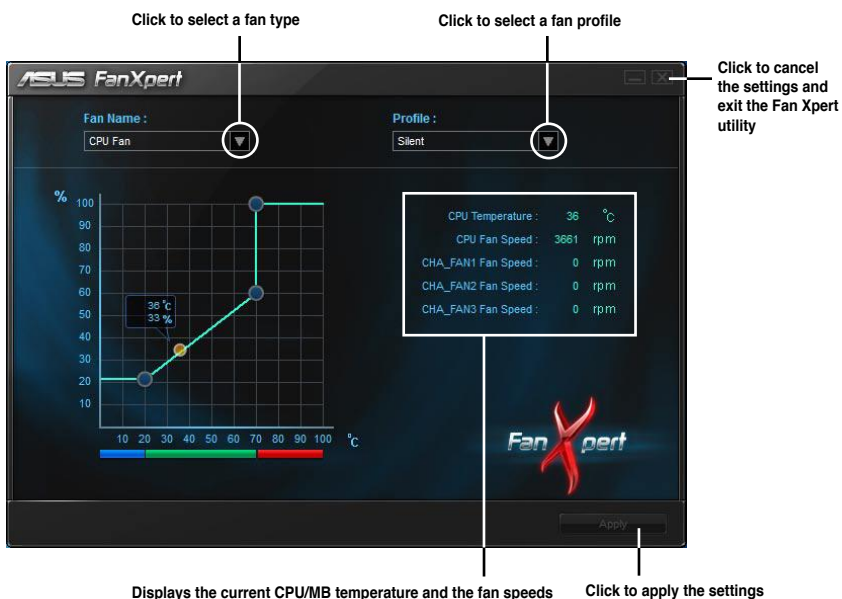 Click to select a fan type
Click to select a fan profile
Click to cancel
the settings and
exit the Fan Xpert
utility
ASUS FanXpert
Fan Name :
CPU Fan
Profile :
Silent
%
100
90
80
70
60
50
40
30
20
10
36 °C
33 %
10 20 30 40 50 60 70 80 90 100 °C
CPU Temperature : 36 °C
CPU Fan Speed : 3661 rpm
CHA_FAN1 Fan Speed : 0 rpm
CHA_FAN2 Fan Speed : 0 rpm
CHA_FAN3 Fan Speed : 0 rpm
Fan Xpert
Apply
Displays the current CPU/MB temperature and the fan speeds
Click to apply the settings